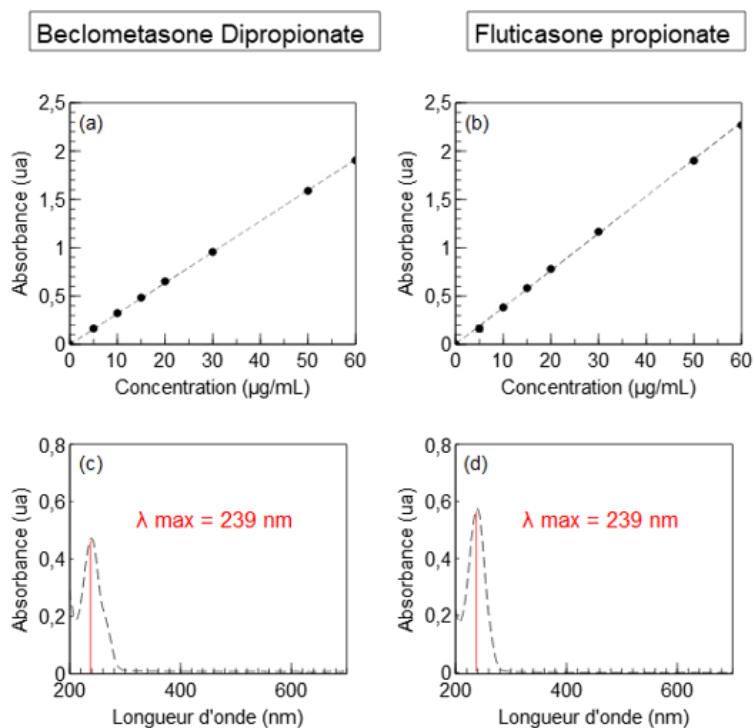 Beclometasone Dipropionate
Fluticasone propionate
(a)
2,5
2
1,5
1
0,5
0
Absorbance (ua)
0 10 20 30 40 50 60
Concentration (µg/mL)
(b)
2,5
2
1,5
1
0,5
0
Absorbance (ua)
0 10 20 30 40 50 60
Concentration (µg/mL)
(c)
0,8
0,6
0,4
0,2
0
Absorbance (ua)
λ max = 239 nm
200 400 600
Longueur d'onde (nm)
(d)
0,8
0,6
0,4
0,2
0
Absorbance (ua)
λ max = 239 nm
200 400 600
Longueur d'onde (nm)